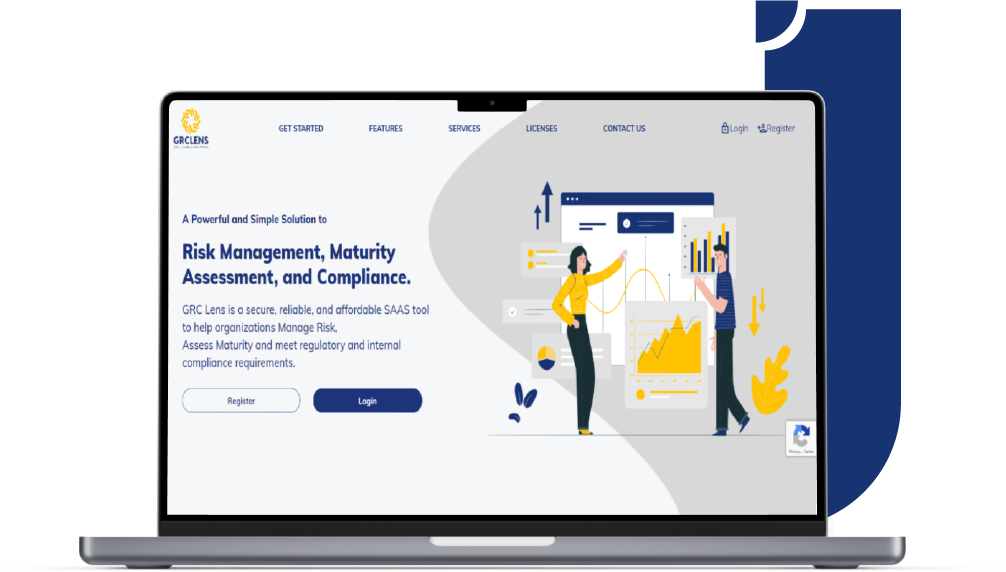 GRCLENS
GET STARTED
FEATURES
SERVICES
LICENSES
CONTACT US
Login
Register
A Powerful and Simple Solution to
Risk Management, Maturity
Assessment, and Compliance.
GRC Lens is a secure, reliable, and affordable SAAS tool
to help organizations Manage Risk,
Assess Maturity and meet regulatory and internal
compliance requirements.
Register
Login
Privacy - Terms